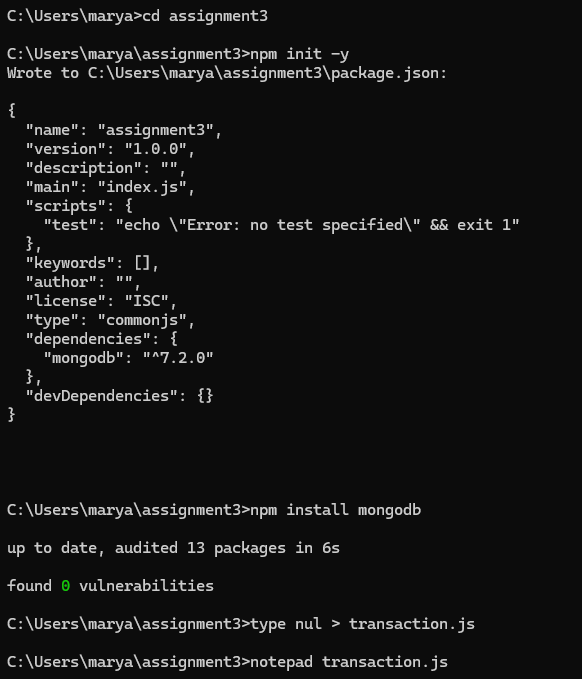 C:\Users\marya>cd assignment3
C:\Users\marya\assignment3>npm init -y
Wrote to C:\Users\marya\assignment3\package.json:
{
  "name": "assignment3",
  "version": "1.0.0",
  "description": "",
  "main": "index.js",
  "scripts": {
    "test": "echo \"Error: no test specified\" && exit 1"
  },
  "keywords": [],
  "author": "",
  "license": "ISC",
  "type": "commonjs",
  "dependencies": {
    "mongodb": "^7.2.0"
  },
  "devDependencies": {}
}
C:\Users\marya\assignment3>npm install mongodb
up to date, audited 13 packages in 6s
found 0 vulnerabilities
C:\Users\marya\assignment3>type nul > transaction.js
C:\Users\marya\assignment3>notepad transaction.js